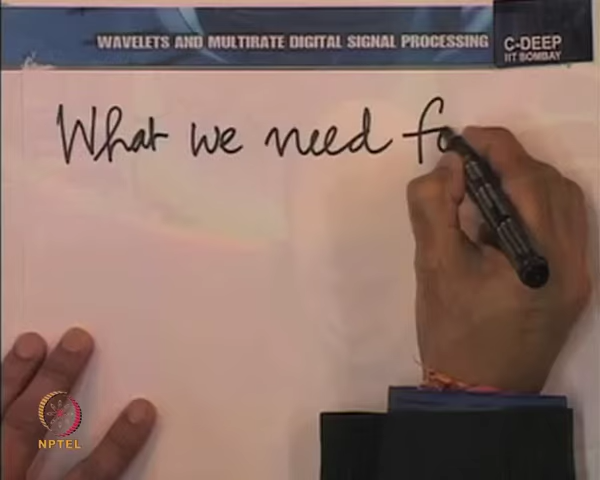 WAVELETS AND MULTIRATE DIGITAL SIGNAL PROCESSING
C-DEEP
IIT BOMBAY
What we need fo
NPTEL